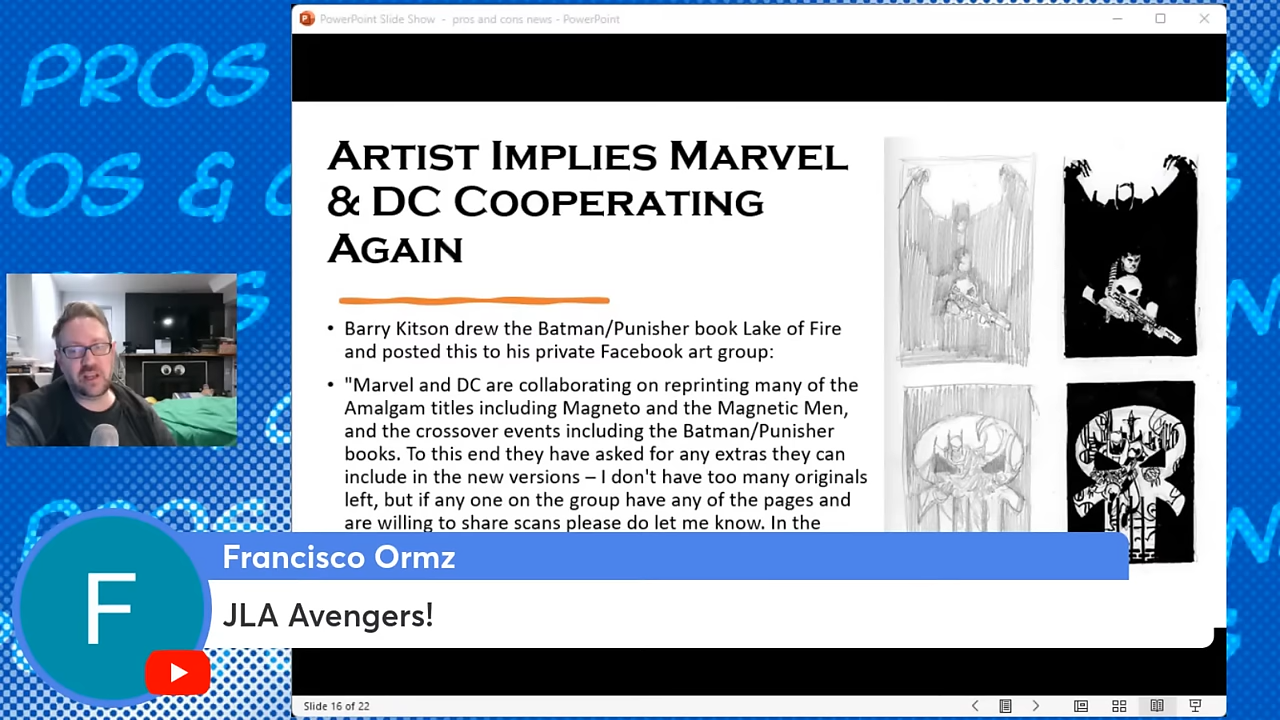 PowerPoint Slide Show - pros and cons news - PowerPoint
PROS
POS &
ARTIST IMPLIES MARVEL
& DC COOPERATING
AGAIN
• Barry Kitson drew the Batman/Punisher book Lake of Fire
and posted this to his private Facebook art group:
• "Marvel and DC are collaborating on reprinting many of the
Amalgam titles including Magneto and the Magnetic Men,
and the crossover events including the Batman/Punisher
books. To this end they have asked for any extras they can
include in the new versions – I don't have too many originals
left, but if any one on the group have any of the pages and
are willing to share scans please do let me know. In the
F
Francisco Ormz
JLA Avengers!
Slide 16 of 22